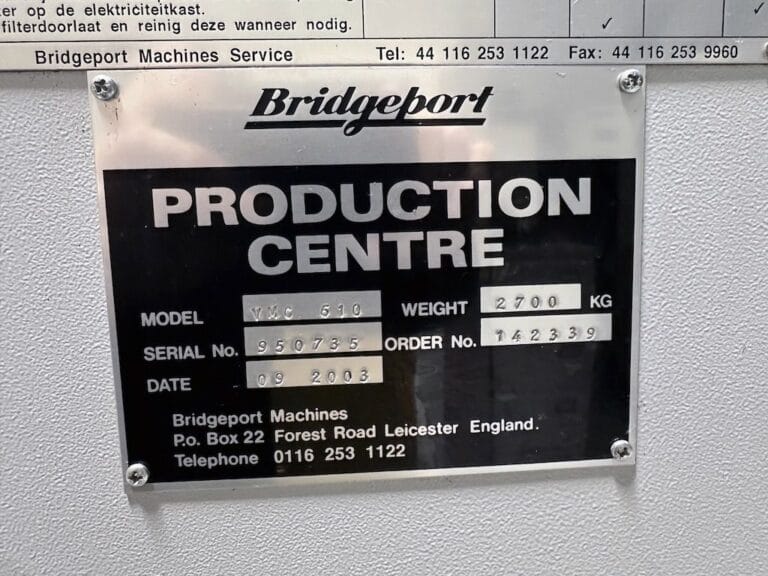 er op de elektriciteitkast.
filterdoorlaat en reinig deze wanneer nodig. ✓ ✓
Bridgeport Machines Service Tel: 44 116 253 1122 Fax: 44 116 253 9960
Bridgeport
PRODUCTION
CENTRE
MODEL VMC 510 WEIGHT 2700 KG
SERIAL No. 950735 ORDER No. 142339
DATE 09 2003
Bridgeport Machines
P.o. Box 22 Forest Road Leicester England.
Telephone 0116 253 1122